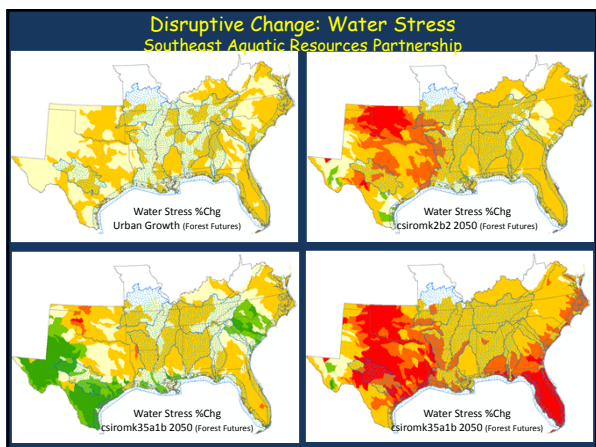 Disruptive Change: Water Stress
Southeast Aquatic Resources Partnership
Water Stress %Chg
Urban Growth (Forest Futures)
Water Stress %Chg
csiromk2b2 2050 (Forest Futures)
Water Stress %Chg
csiromk35a1b 2050 (Forest Futures)
Water Stress %Chg
csiromk35a1b 2050 (Forest Futures)